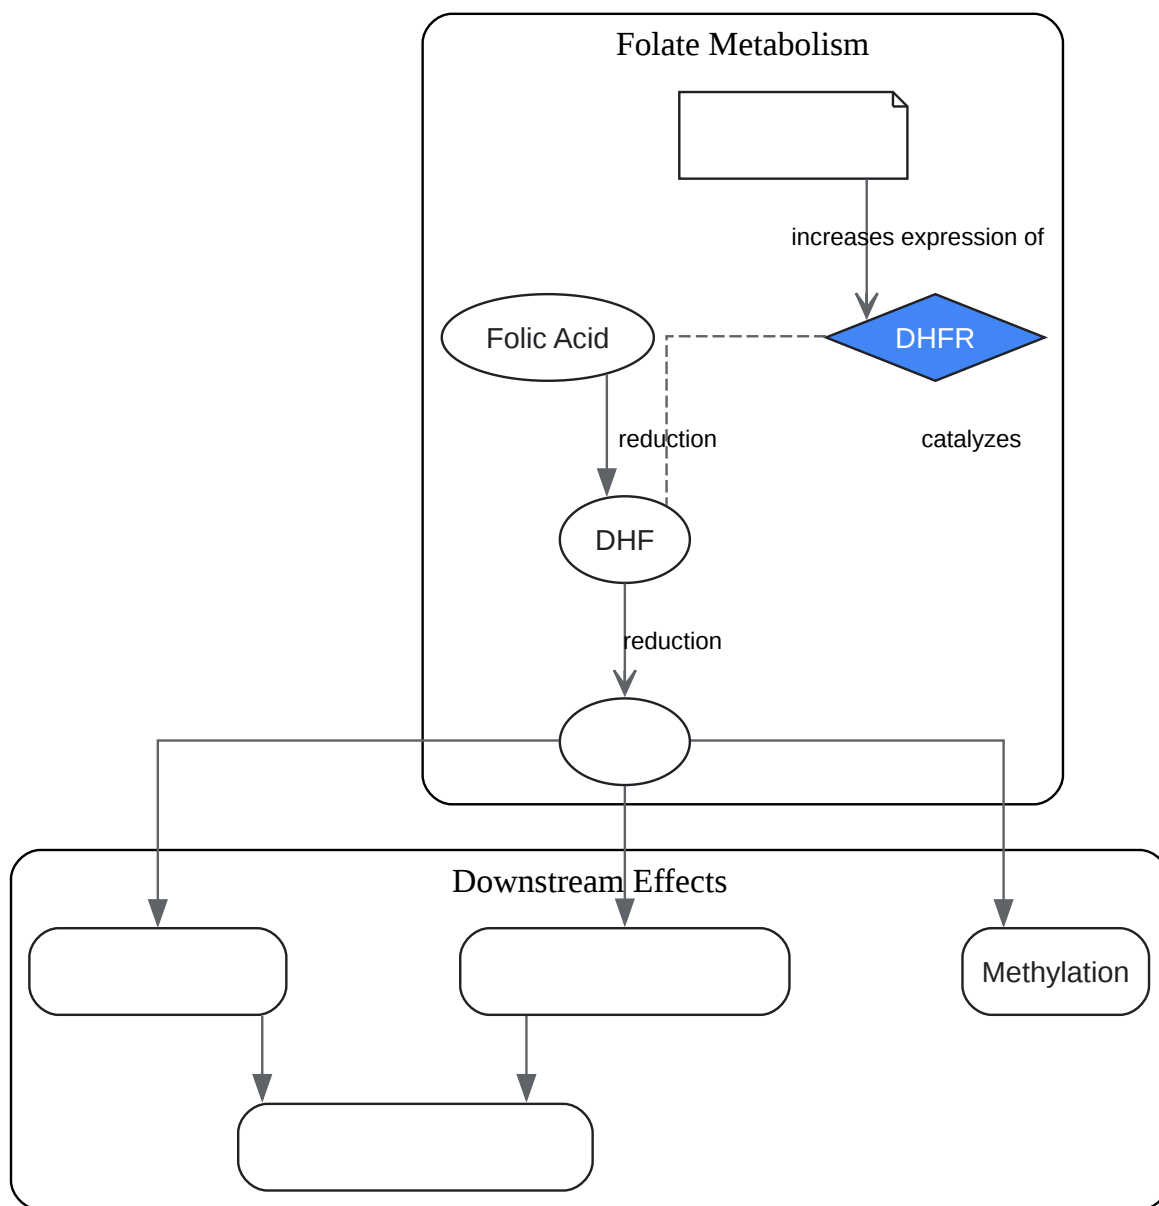 Folate Metabolism
increases expression of
Folic Acid
DHFR
reduction
catalyzes
DHF
reduction
Downstream Effects
Methylation